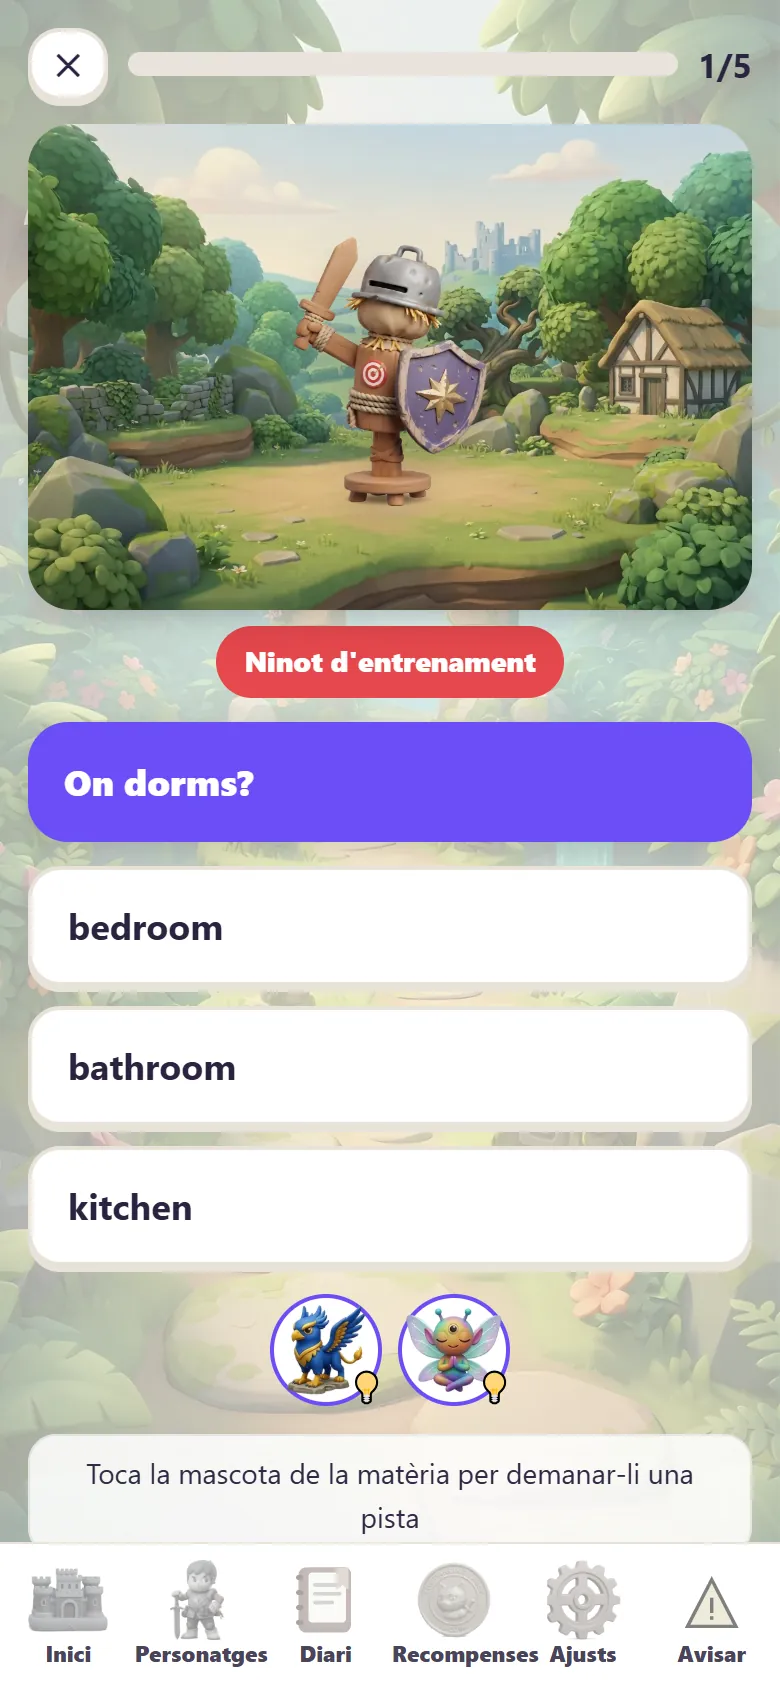 1/5
Ninot d'entrenament
On dorms?
bedroom
bathroom
kitchen
Toca la mascota de la matèria per demanar-li una
pista
Inici
Personatges
Diari
Recompenses
Ajusts
Avisar